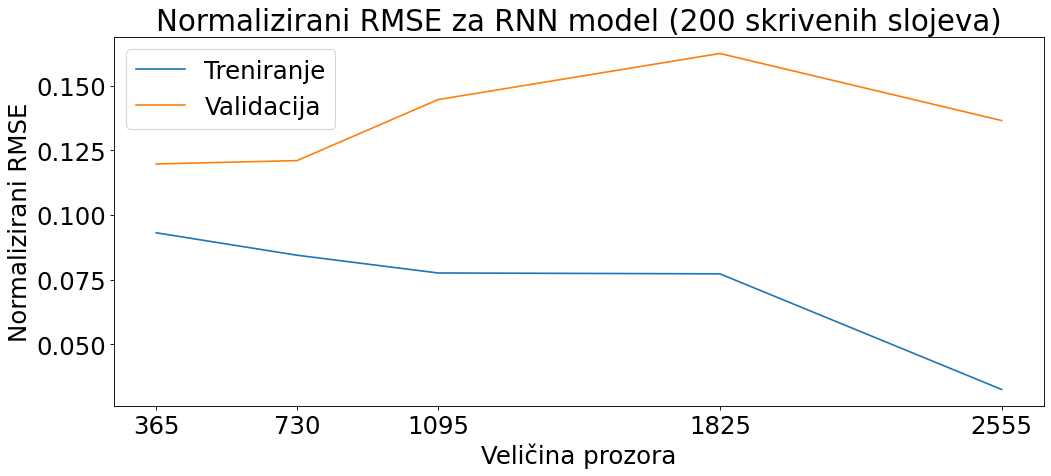 Normalizirani RMSE za RNN model (200 skrivenih slojeva)
Treniranje
Validacija
Normalizirani RMSE
0.150
0.125
0.100
0.075
0.050
365 730 1095 1825 2555
Veličina prozora